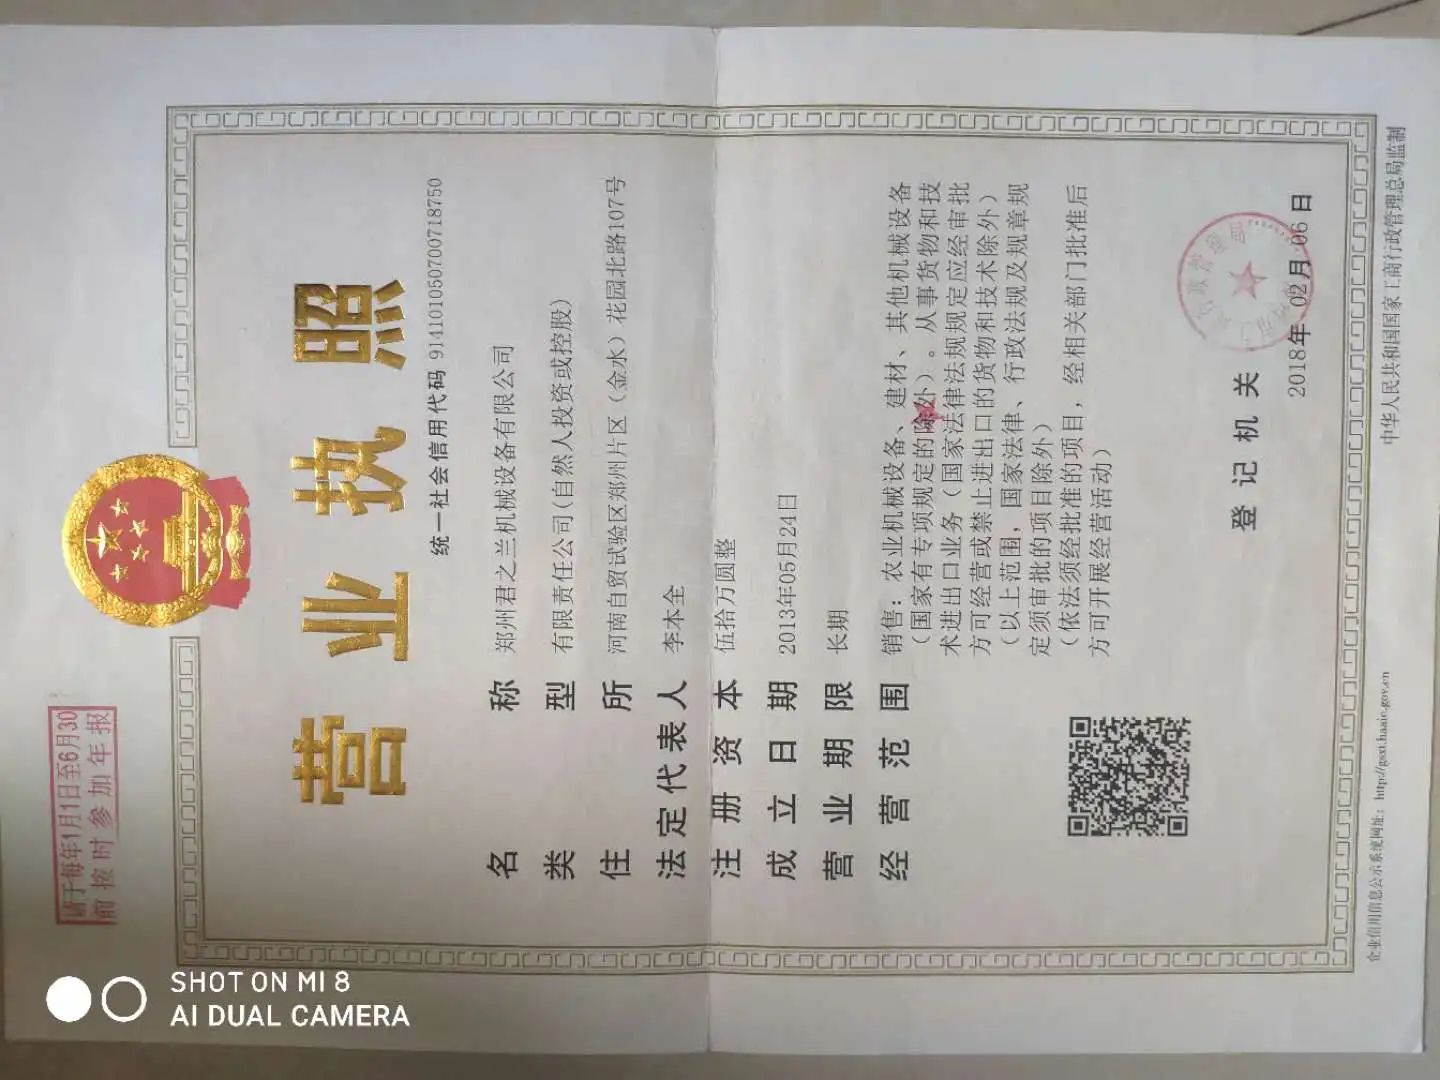 请于每年1月1日至6月30
前按时参加年报
营业执照
统一社会信用代码 914101050700718750
名称 郑州君之兰机械设备有限公司
类型 有限责任公司(自然人投资或控股)
住所 河南自贸试验区郑州片区（金水）花园北路107号
法定代表人 李本全
注册资本 伍拾万圆整
成立日期 2013年05月24日
营业期限 长期
经营范围 销售：农业机械设备、建材、其他机械设备
（国家有专项规定的除外）。从事货物和技
术进出口业务（国家法律法规规定应经审批
方可经营或禁止进出口的货物和技术除外）
（以上范围，国家法律、行政法规及规章规
定须审批的项目除外）
（依法须经批准的项目，经相关部门批准后
方可开展经营活动）
登记机关
2018年02月06日
企业信用信息公示系统网址：http://gsxt.haaic.gov.cn
中华人民共和国国家工商行政管理总局监制
SHOT ON MI 8
AI DUAL CAMERA